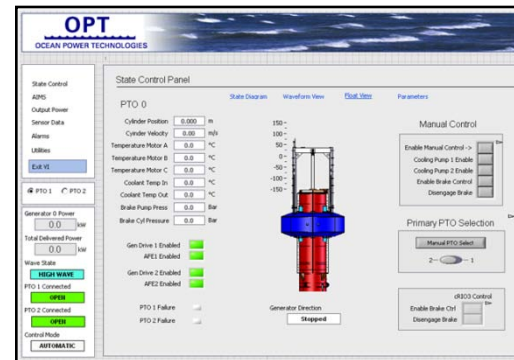 OPT
OCEAN POWER TECHNOLOGIES
State Control
AIMS
Output Power
Sensor Data
Alarms
Utilities
Exit VI
PTO 1 PTO 2
Generator 0 Power
0.0 kW
Total Delivered Power
0.0 kW
Wave State
HIGH WAVE
PTO 1 Connected
OPEN
PTO 2 Connected
OPEN
Control Mode
AUTOMATIC
State Control Panel
State Diagram Waveform View Float View Parameters
PTO 0
Cylinder Position 0.000 m
Cylinder Velocity 0.00 m/s
Temperature Motor A 0.0 °C
Temperature Motor B 0.0 °C
Temperature Motor C 0.0 °C
Coolant Temp In 0.0 °C
Coolant Temp Out 0.0 °C
Brake Pump Press 0.0 Bar
Brake Cyl Pressure 0.0 Bar
Gen Drive 1 Enabled
AFE1 Enabled
Gen Drive 2 Enabled
AFE2 Enabled
PTO 1 Failure
PTO 2 Failure
150
100
50
0
-50
-100
-150
Generator Direction
Stopped
Manual Control
Enable Manual Control ->
Cooling Pump 1 Enable
Cooling Pump 2 Enable
Enable Brake Control
Disengage Brake
Primary PTO Selection
Manual PTO Select
2 1
cRIO3 Control
Enable Brake Ctrl
Disengage Brake